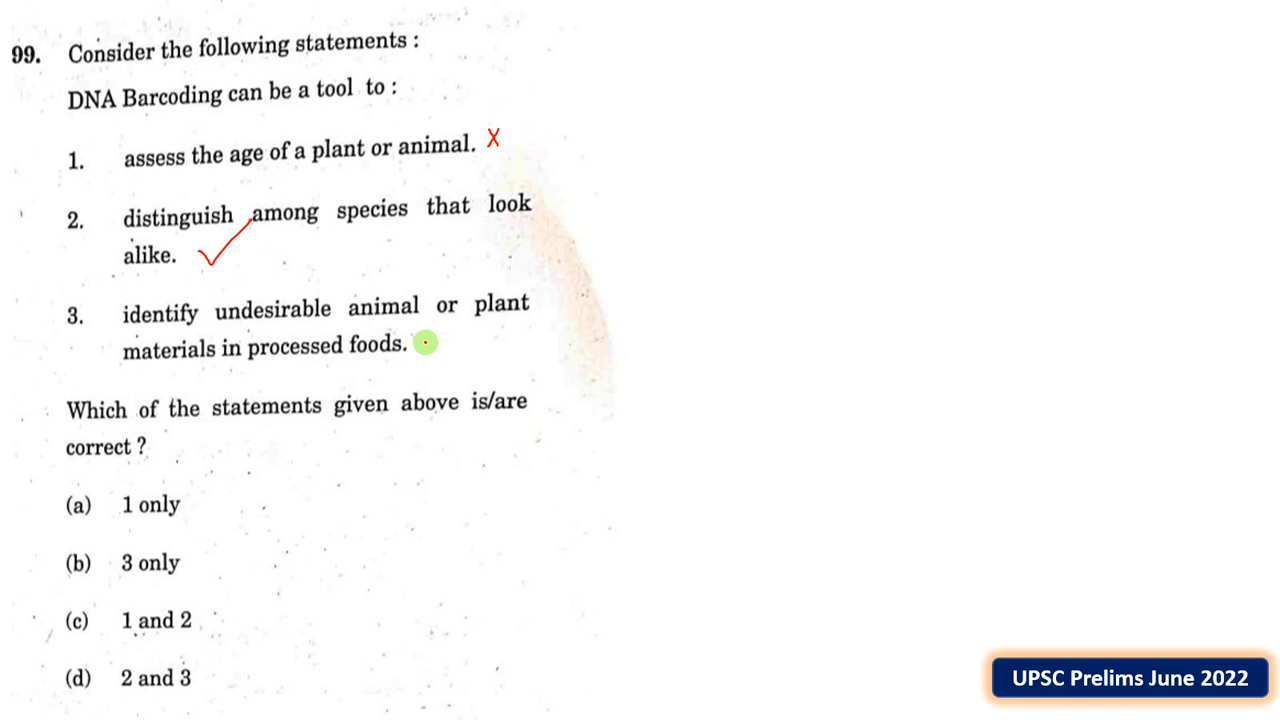 99. Consider the following statements :
DNA Barcoding can be a tool to :
1. assess the age of a plant or animal. X
2. distinguish among species that look
alike.
3. identify undesirable animal or plant
materials in processed foods.
Which of the statements given above is/are
correct ?
(a) 1 only
(b) 3 only
(c) 1 and 2
(d) 2 and 3
UPSC Prelims June 2022